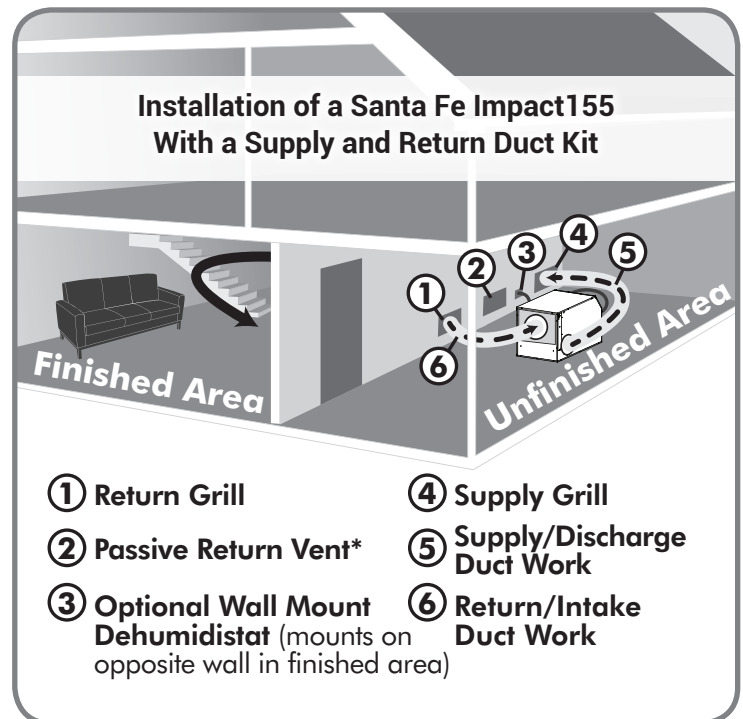 Installation of a Santa Fe Impact155
With a Supply and Return Duct Kit
Finished Area
Unfinished Area
1
2
3
4
5
6
1 Return Grill
2 Passive Return Vent*
3 Optional Wall Mount
Dehumidistat (mounts on
opposite wall in finished area)
4 Supply Grill
5 Supply/Discharge
Duct Work
6 Return/Intake
Duct Work